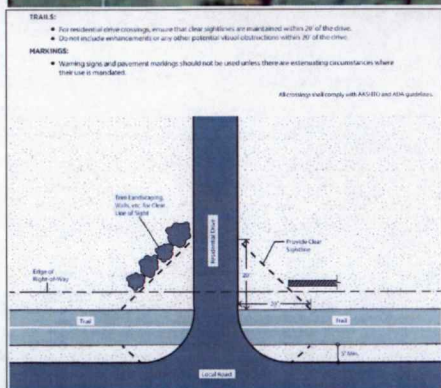 TRAILS:
• For residential drive crossings, ensure that clear sightlines are maintained within 20' of the drive.
• Do not include enhancements or any other potential visual obstructions within 20' of the drive.
MARKINGS:
• Warning signs and pavement markings should not be used unless there are extenuating circumstances where
their use is mandated.
All crossings shall comply with AASHTO and ADA guidelines.
Trim Landscaping,
Walls, etc. for Clear
Line of Sight
Residential Drive
Provide Clear
Sightline
Edge of
Right-of-Way
20'
20'
Trail
Trail
5' Min.
Local Road